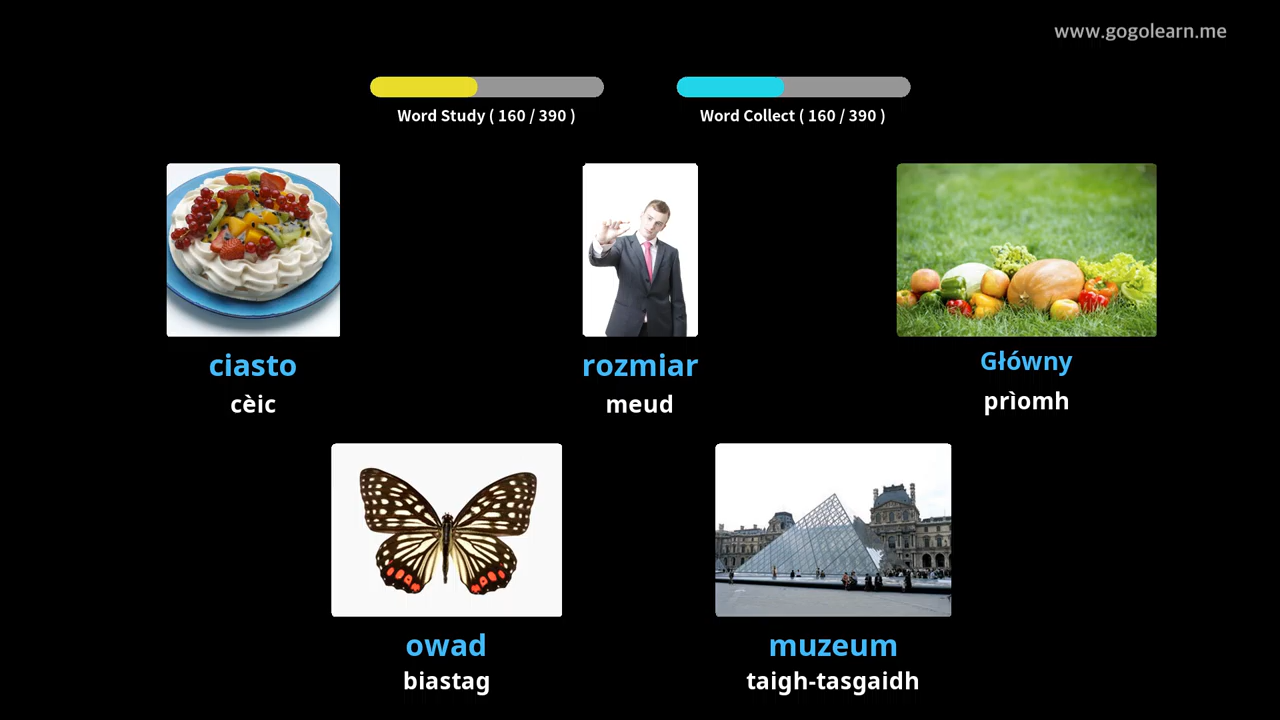 www.gogolearn.me
Word Study ( 160 / 390 )
Word Collect ( 160 / 390 )
ciasto
cèic
rozmiar
meud
Główny
prìomh
owad
biastag
muzeum
taigh-tasgaidh